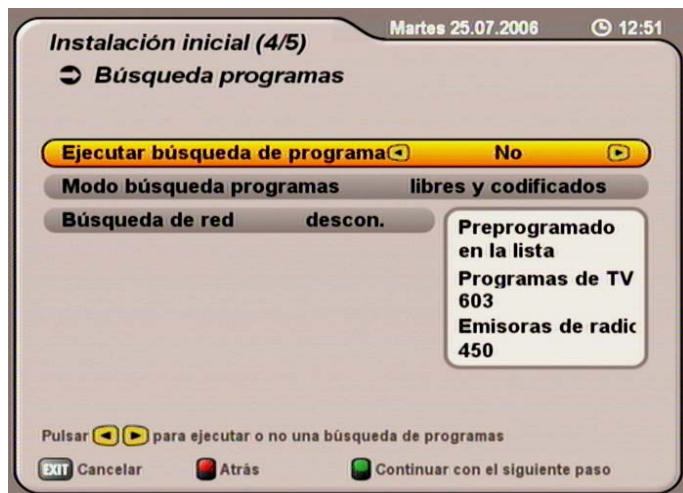 Martes 25.07.2006 12:51
Instalación inicial (4/5)
Búsqueda programas
Ejecutar búsqueda de programa No
Modo búsqueda programas libres y codificados
Búsqueda de red descon.
Preprogramado
en la lista
Programas de TV
603
Emisoras de radic
450
Pulsar para ejecutar o no una búsqueda de programas
EXIT Cancelar Atrás Continuar con el siguiente paso